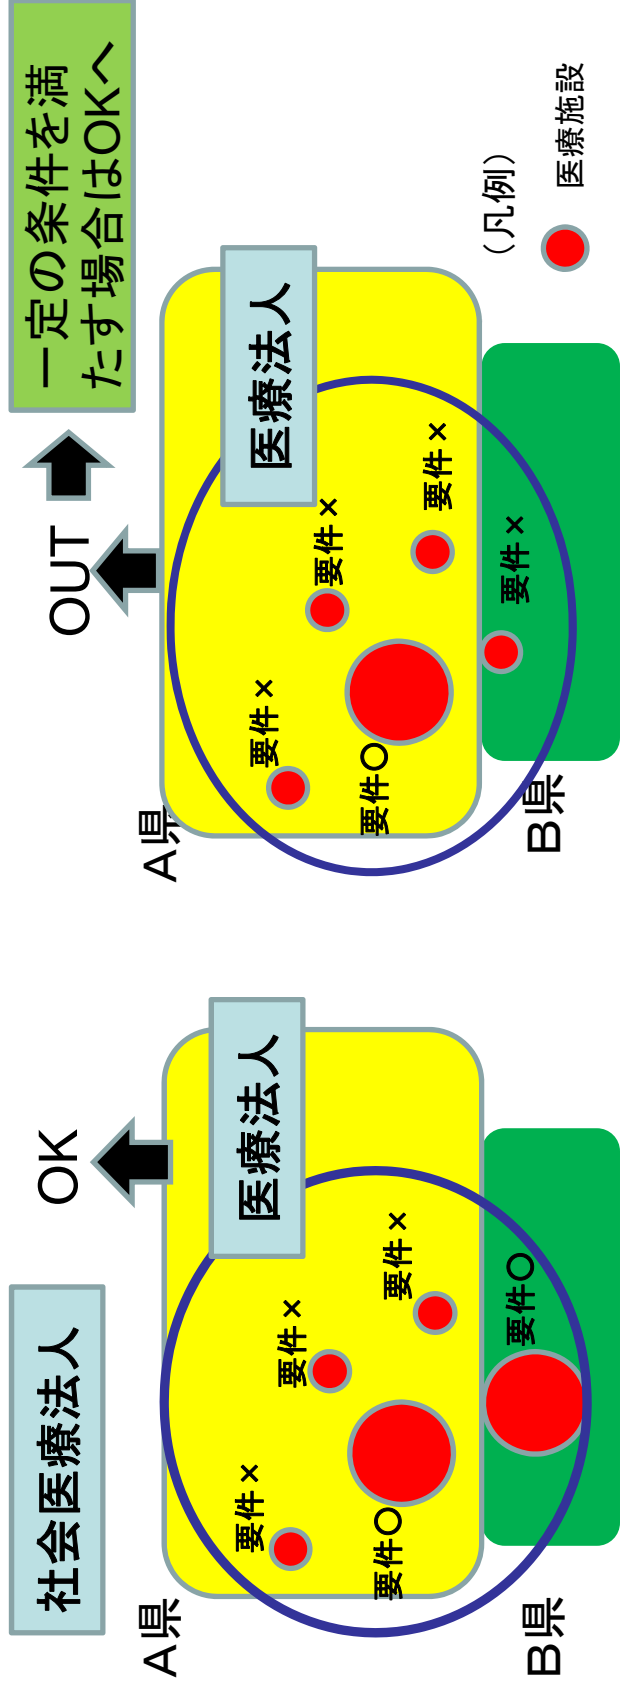 社会医療法人
OK
A県
医療法人
要件×
要件×
要件×
要件〇
要件〇
B県
一定の条件を満
たす場合はOKへ
OUT
A県
医療法人
要件×
要件×
要件×
要件〇
要件×
B県
（凡例）
医療施設